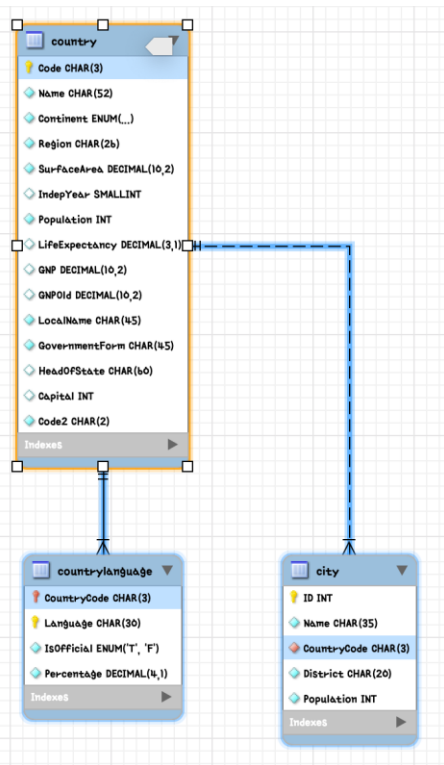 country
Code CHAR(3)
Name CHAR(52)
Continent ENUM(...)
Region CHAR(26)
SurfaceArea DECIMAL(10,2)
IndepYear SMALLINT
Population INT
LifeExpectancy DECIMAL(3,1)
GNP DECIMAL(10,2)
GNPOld DECIMAL(10,2)
LocalName CHAR(45)
GovernmentForm CHAR(45)
HeadOfState CHAR(60)
Capital INT
Code2 CHAR(2)
Indexes
countrylanguage
CountryCode CHAR(3)
Language CHAR(30)
IsOfficial ENUM('T', 'F')
Percentage DECIMAL(4,1)
Indexes
city
ID INT
Name CHAR(35)
CountryCode CHAR(3)
District CHAR(20)
Population INT
Indexes